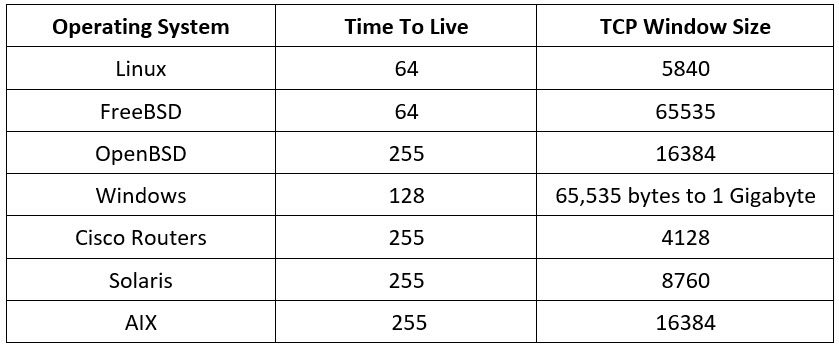 Operating System Time To Live TCP Window Size
Linux 64 5840
FreeBSD 64 65535
OpenBSD 255 16384
Windows 128 65,535 bytes to 1 Gigabyte
Cisco Routers 255 4128
Solaris 255 8760
AIX 255 16384